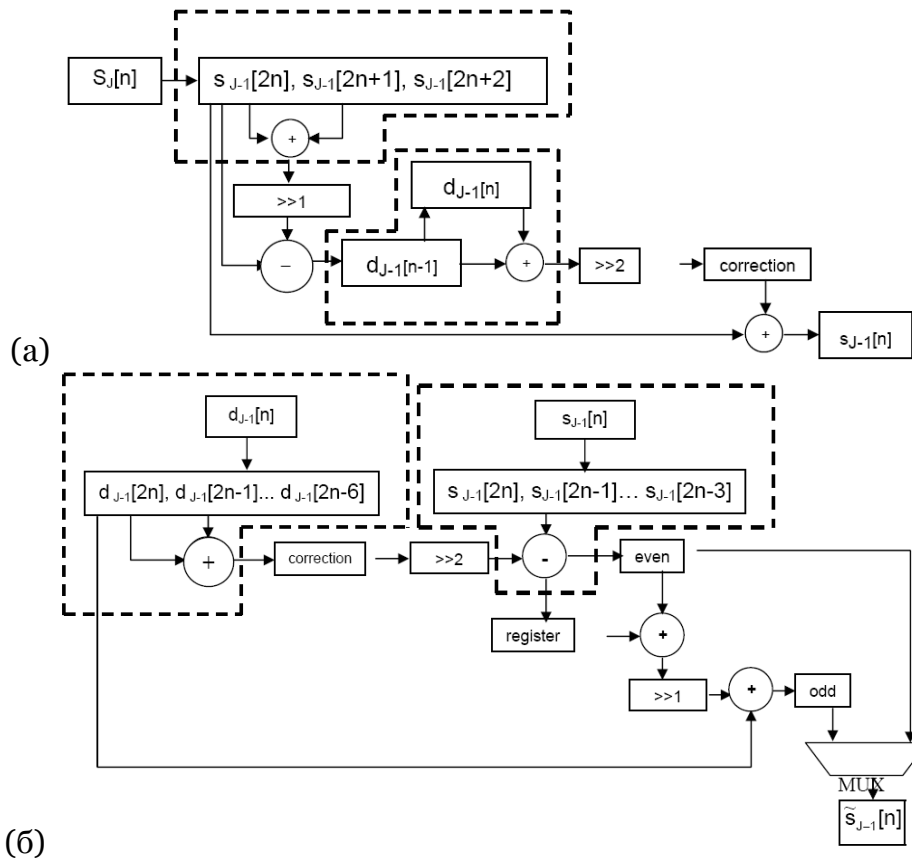 S_J[n]
s_J-1[2n], s_J-1[2n+1], s_J-1[2n+2]
+
>>1
−
d_J-1[n]
d_J-1[n-1]
+
>>2
correction
+
s_J-1[n]
(а)
d_J-1[n]
d_J-1[2n], d_J-1[2n-1]... d_J-1[2n-6]
+
correction
>>2
s_J-1[n]
s_J-1[2n], s_J-1[2n-1]... s_J-1[2n-3]
-
even
register
+
>>1
+
odd
MUX
s̃_J-1[n]
(б)